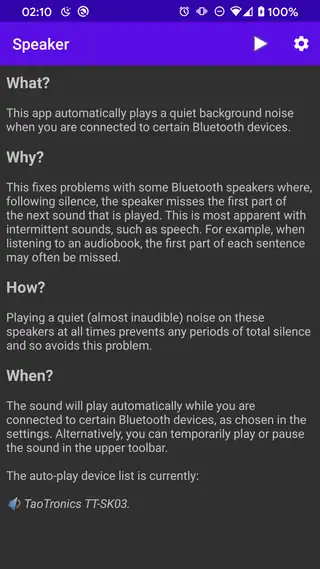 02:10
100%
Speaker
What?
This app automatically plays a quiet background noise
when you are connected to certain Bluetooth devices.
Why?
This fixes problems with some Bluetooth speakers where,
following silence, the speaker misses the first part of
the next sound that is played. This is most apparent with
intermittent sounds, such as speech. For example, when
listening to an audiobook, the first part of each sentence
may often be missed.
How?
Playing a quiet (almost inaudible) noise on these
speakers at all times prevents any periods of total silence
and so avoids this problem.
When?
The sound will play automatically while you are
connected to certain Bluetooth devices, as chosen in the
settings. Alternatively, you can temporarily play or pause
the sound in the upper toolbar.
The auto-play device list is currently:
TaoTronics TT-SK03.